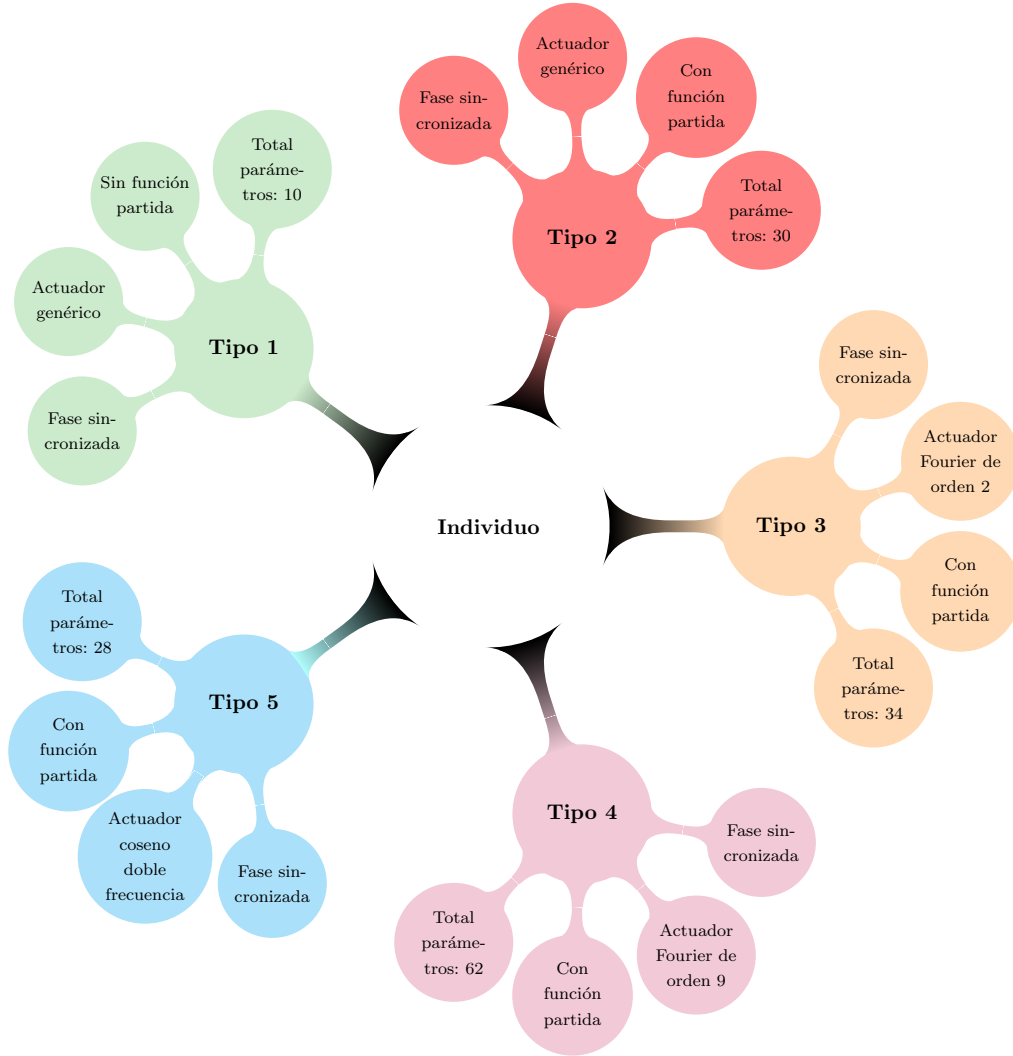 Individuo
Tipo 1
Total
paráme-
tros: 10
Sin función
partida
Actuador
genérico
Fase sin-
cronizada
Tipo 2
Fase sin-
cronizada
Actuador
genérico
Con
función
partida
Total
paráme-
tros: 30
Tipo 3
Fase sin-
cronizada
Actuador
Fourier de
orden 2
Con
función
partida
Total
paráme-
tros: 34
Tipo 4
Fase sin-
cronizada
Actuador
Fourier de
orden 9
Con
función
partida
Total
paráme-
tros: 62
Tipo 5
Total
paráme-
tros: 28
Con
función
partida
Actuador
coseno
doble
frecuencia
Fase sin-
cronizada